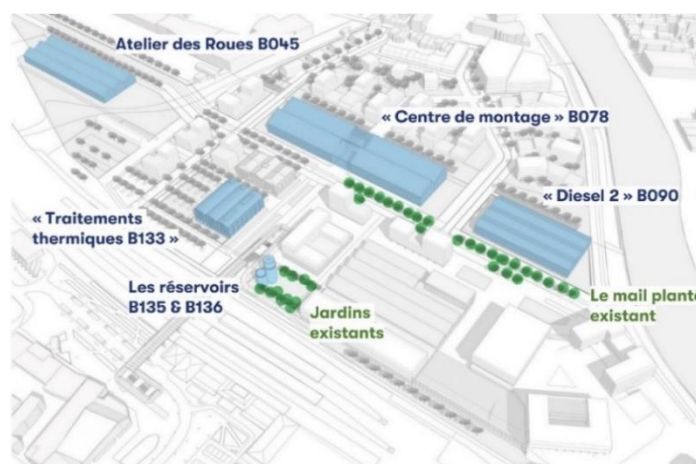 Atelier des Roues B045
« Centre de montage » B078
« Diesel 2 » B090
« Traitements
thermiques B133 »
Les réservoirs
B135 & B136
Jardins
existants
Le mail planté
existant